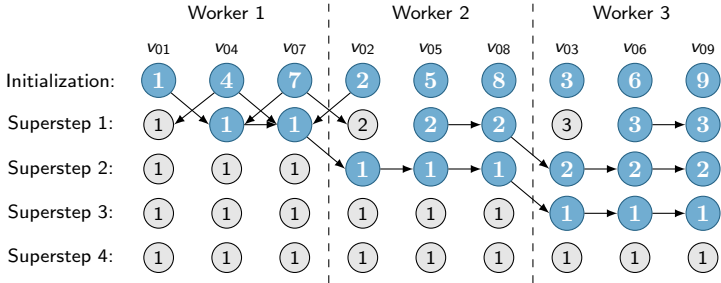 Worker 1 Worker 2 Worker 3
v01 v04 v07 v02 v05 v08 v03 v06 v09
Initialization: 1 4 7 2 5 8 3 6 9
Superstep 1: 1 1 1 2 2 2 3 3 3
Superstep 2: 1 1 1 1 1 1 2 2 2
Superstep 3: 1 1 1 1 1 1 1 1 1
Superstep 4: 1 1 1 1 1 1 1 1 1